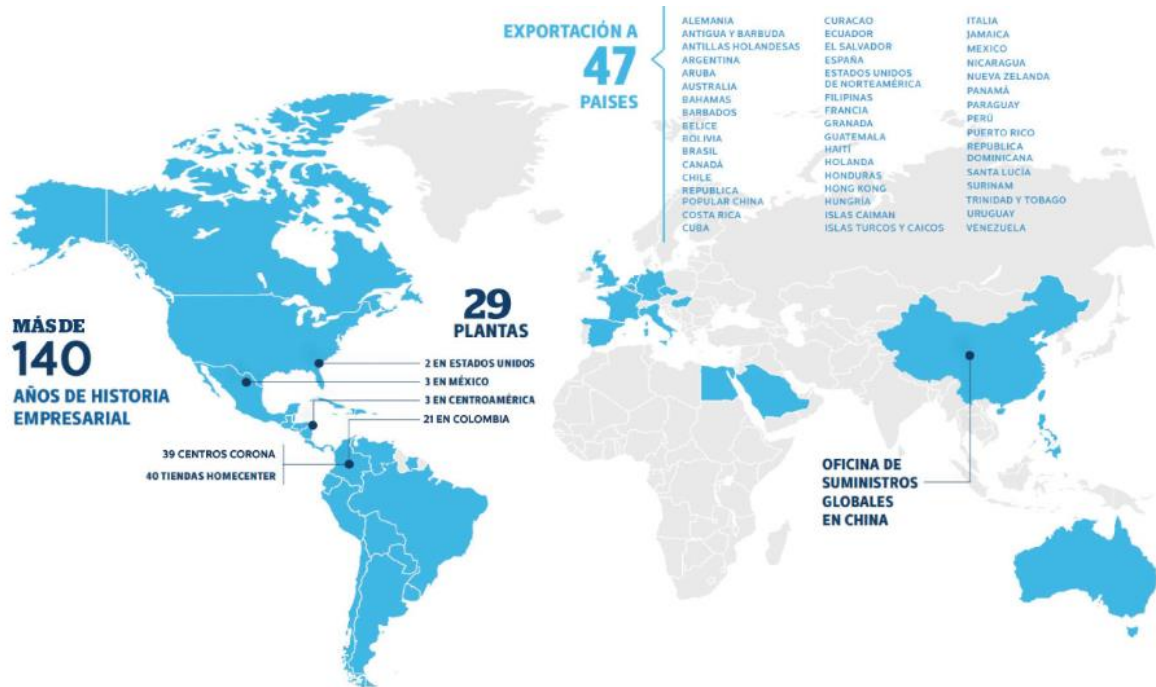 EXPORTACIÓN A
47
PAISES
ALEMANIA
ANTIGUA Y BARBUDA
ANTILLAS HOLANDESAS
ARGENTINA
ARUBA
AUSTRALIA
BAHAMAS
BARBADOS
BELICE
BOLIVIA
BRASIL
CANADÁ
CHILE
REPUBLICA
POPULAR CHINA
COSTA RICA
CUBA
CURACAO
ECUADOR
EL SALVADOR
ESPAÑA
ESTADOS UNIDOS
DE NORTEAMÉRICA
FILIPINAS
FRANCIA
GRANADA
GUATEMALA
HAITÍ
HOLANDA
HONDURAS
HONG KONG
HUNGRÍA
ISLAS CAIMAN
ISLAS TURCOS Y CAICOS
ITALIA
JAMAICA
MEXICO
NICARAGUA
NUEVA ZELANDA
PANAMÁ
PARAGUAY
PERÚ
PUERTO RICO
REPUBLICA
DOMINICANA
SANTA LUCÍA
SURINAM
TRINIDAD Y TOBAGO
URUGUAY
VENEZUELA
MÁS DE
140
AÑOS DE HISTORIA
EMPRESARIAL
29
PLANTAS
2 EN ESTADOS UNIDOS
3 EN MÉXICO
3 EN CENTROAMÉRICA
21 EN COLOMBIA
39 CENTROS CORONA
40 TIENDAS HOMECENTER
OFICINA DE
SUMINISTROS
GLOBALES
EN CHINA